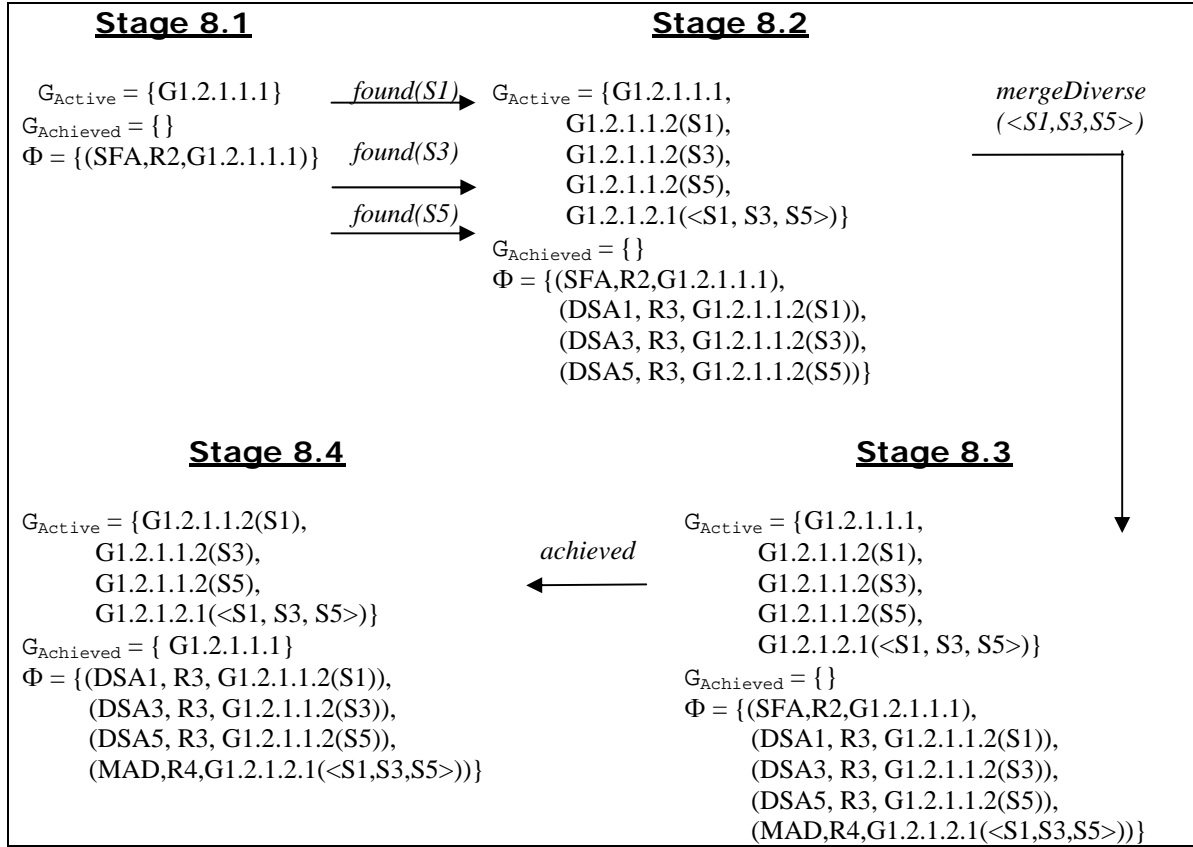 Stage 8.1
G_Active = {G1.2.1.1.1}
G_Achieved = {}
Φ = {(SFA,R2,G1.2.1.1.1)}
found(S1)
found(S3)
found(S5)
Stage 8.2
G_Active = {G1.2.1.1.1,
G1.2.1.1.2(S1),
G1.2.1.1.2(S3),
G1.2.1.1.2(S5),
G1.2.1.2.1(<S1, S3, S5>)}
G_Achieved = {}
Φ = {(SFA,R2,G1.2.1.1.1),
(DSA1, R3, G1.2.1.1.2(S1)),
(DSA3, R3, G1.2.1.1.2(S3)),
(DSA5, R3, G1.2.1.1.2(S5))}
mergeDiverse
(<S1,S3,S5>)
Stage 8.3
G_Active = {G1.2.1.1.1,
G1.2.1.1.2(S1),
G1.2.1.1.2(S3),
G1.2.1.1.2(S5),
G1.2.1.2.1(<S1, S3, S5>)}
G_Achieved = {}
Φ = {(SFA,R2,G1.2.1.1.1),
(DSA1, R3, G1.2.1.1.2(S1)),
(DSA3, R3, G1.2.1.1.2(S3)),
(DSA5, R3, G1.2.1.1.2(S5)),
(MAD,R4,G1.2.1.2.1(<S1,S3,S5>))}
achieved
Stage 8.4
G_Active = {G1.2.1.1.2(S1),
G1.2.1.1.2(S3),
G1.2.1.1.2(S5),
G1.2.1.2.1(<S1, S3, S5>)}
G_Achieved = { G1.2.1.1.1}
Φ = {(DSA1, R3, G1.2.1.1.2(S1)),
(DSA3, R3, G1.2.1.1.2(S3)),
(DSA5, R3, G1.2.1.1.2(S5)),
(MAD,R4,G1.2.1.2.1(<S1,S3,S5>))}